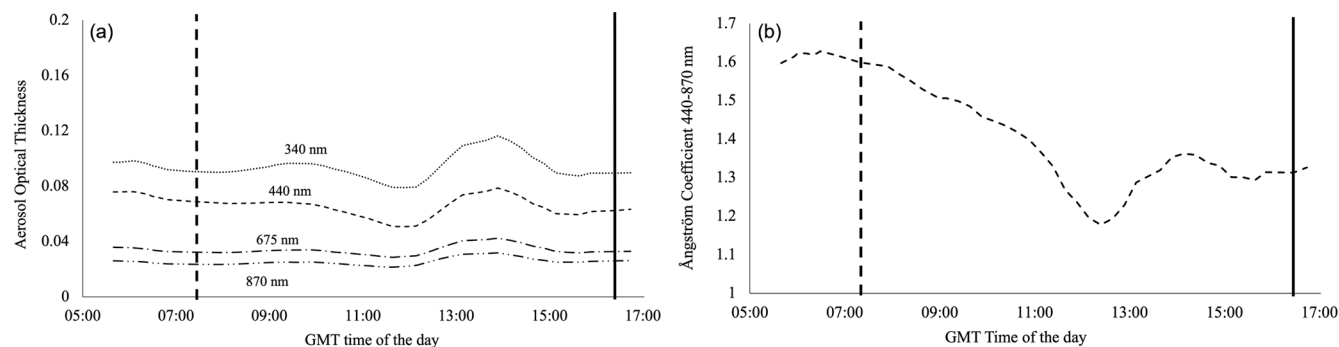 (a)
Aerosol Optical Thickness
0.2
0.16
0.12
0.08
0.04
0
340 nm
440 nm
675 nm
870 nm
05:00 07:00 09:00 11:00 13:00 15:00 17:00
GMT time of the day
(b)
Ångström Coefficient 440-870 nm
1.7
1.6
1.5
1.4
1.3
1.2
1.1
1
05:00 07:00 09:00 11:00 13:00 15:00 17:00
GMT Time of the day